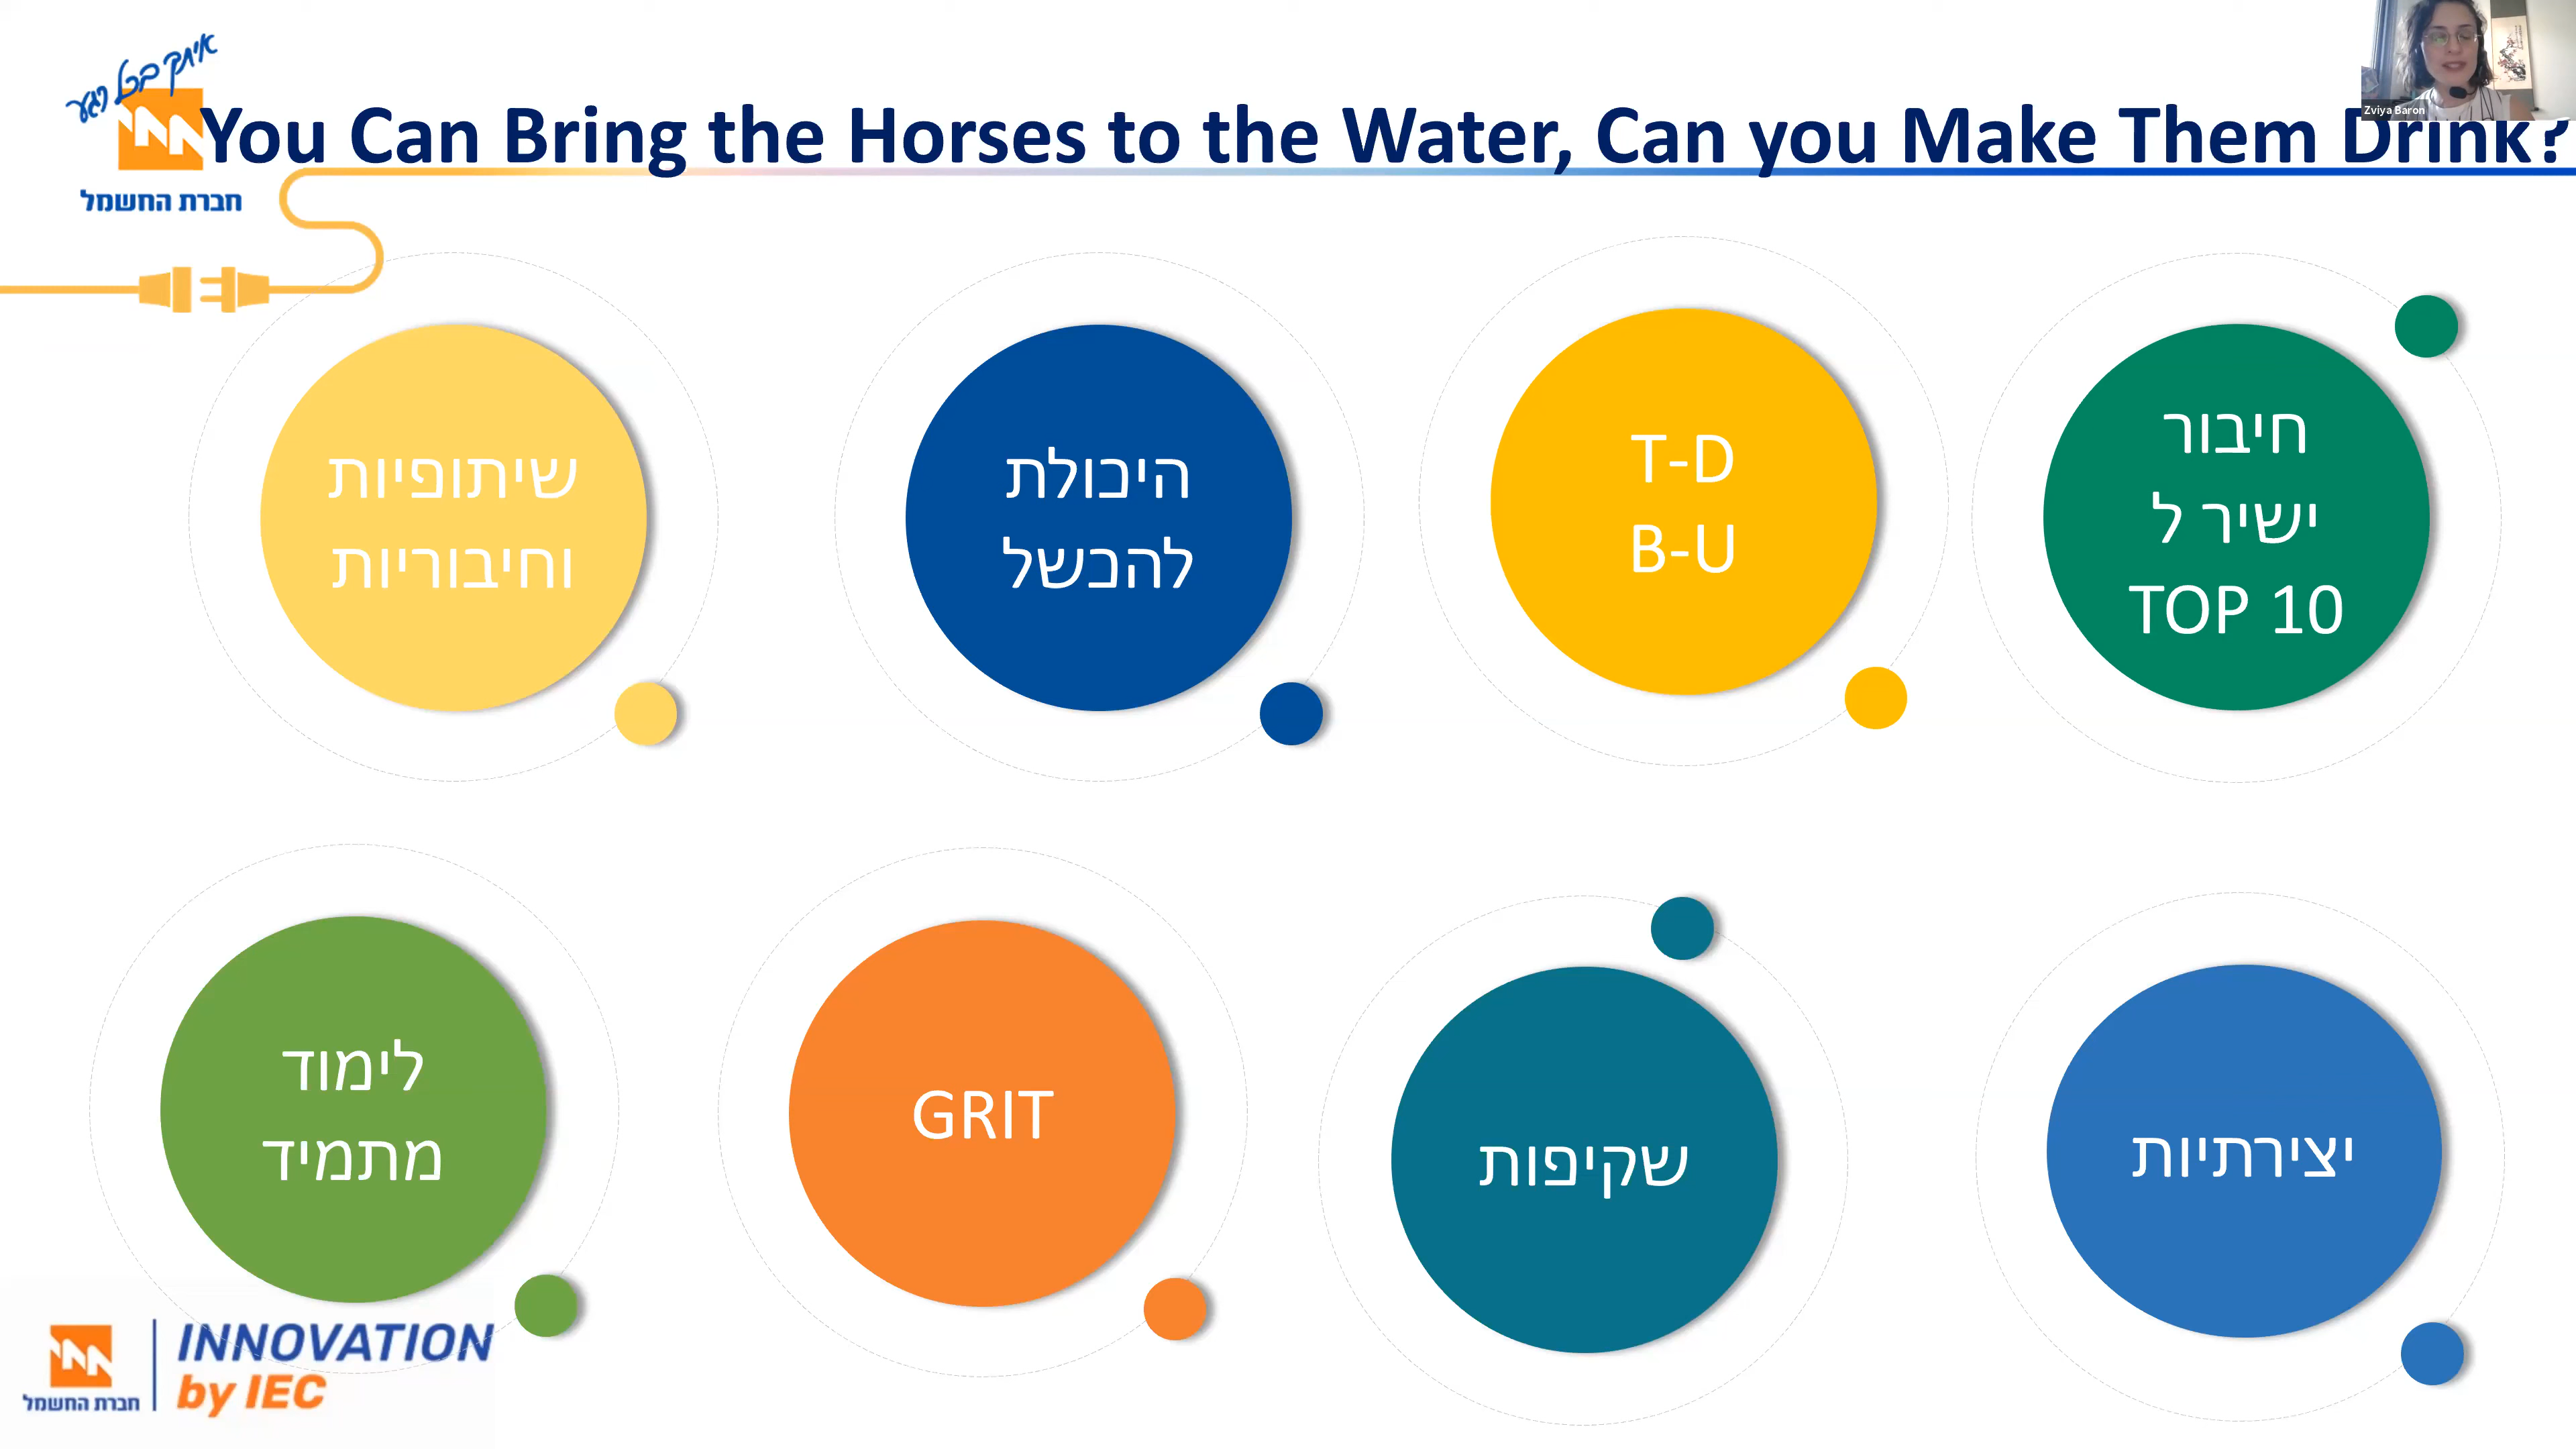 איתך בכל רגע
חברת החשמל
You Can Bring the Horses to the Water, Can you Make Them Drink?
Zviya Baron
חיבור
ישיר ל
TOP 10
T-D
B-U
היכולת
להכשל
שיתופיות
וחיבוריות
יצירתיות
שקיפות
GRIT
לימוד
מתמיד
חברת החשמל
INNOVATION
by IEC